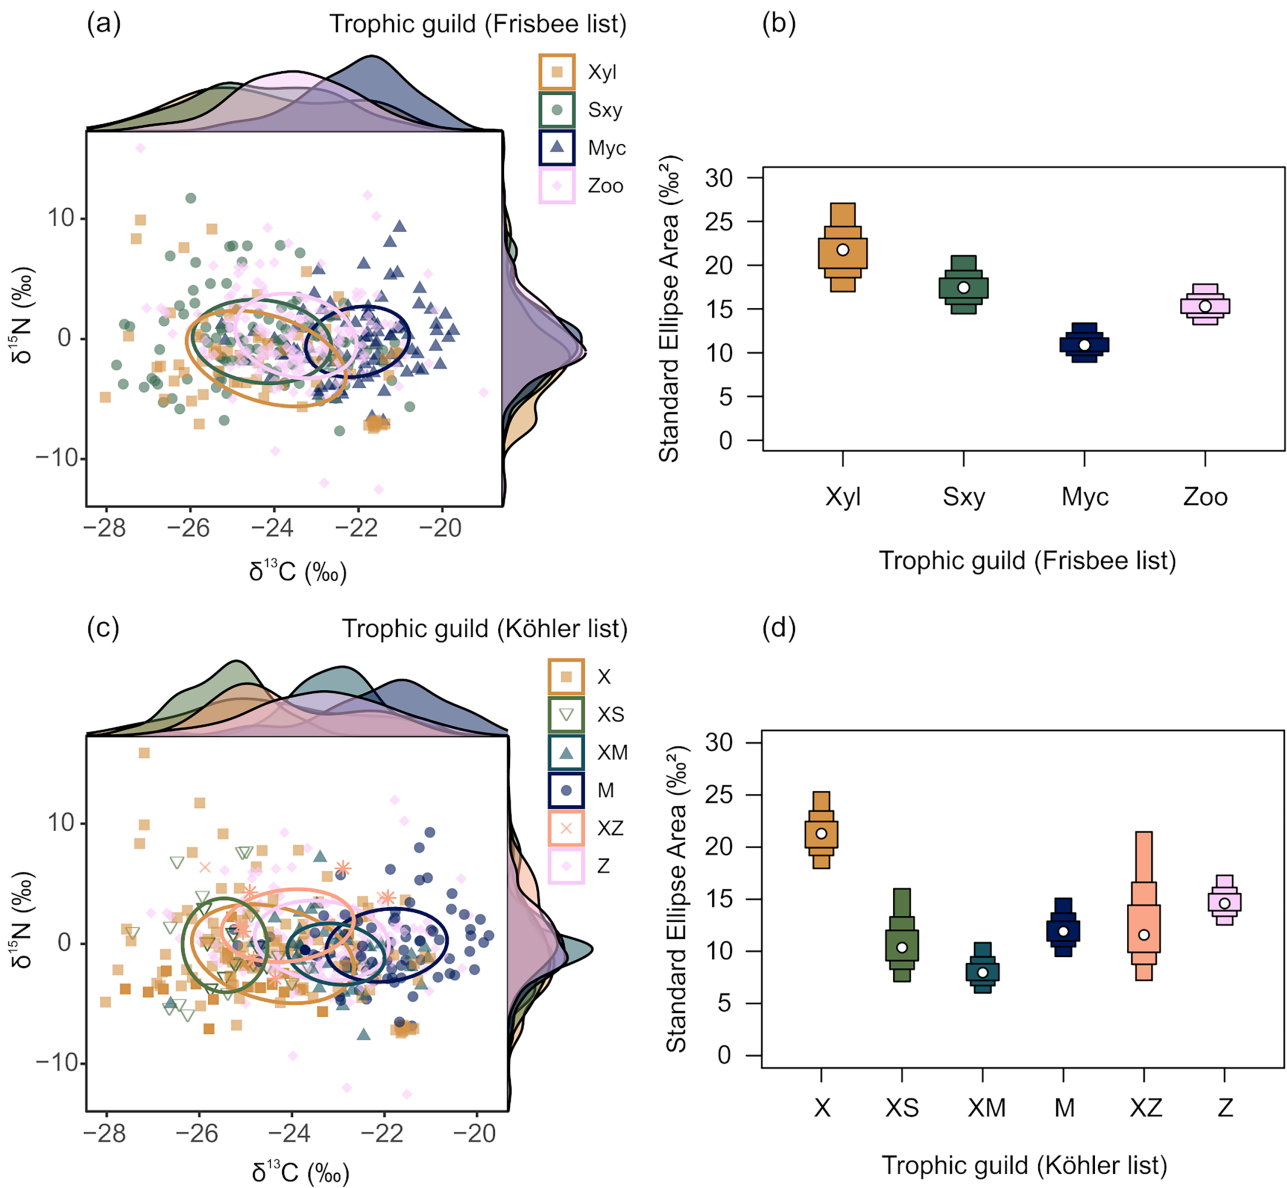 (a)
Trophic guild (Frisbee list)
Xyl
Sxy
Myc
Zoo
10
0
−10
δ¹⁵N (‰)
−28 −26 −24 −22 −20
δ¹³C (‰)
(b)
Standard Ellipse Area (‰²)
30
25
20
15
10
5
0
Xyl Sxy Myc Zoo
Trophic guild (Frisbee list)
(c)
Trophic guild (Köhler list)
X
XS
XM
M
XZ
Z
10
0
−10
δ¹⁵N (‰)
−28 −26 −24 −22 −20
δ¹³C (‰)
(d)
Standard Ellipse Area (‰²)
30
25
20
15
10
5
0
X XS XM M XZ Z
Trophic guild (Köhler list)